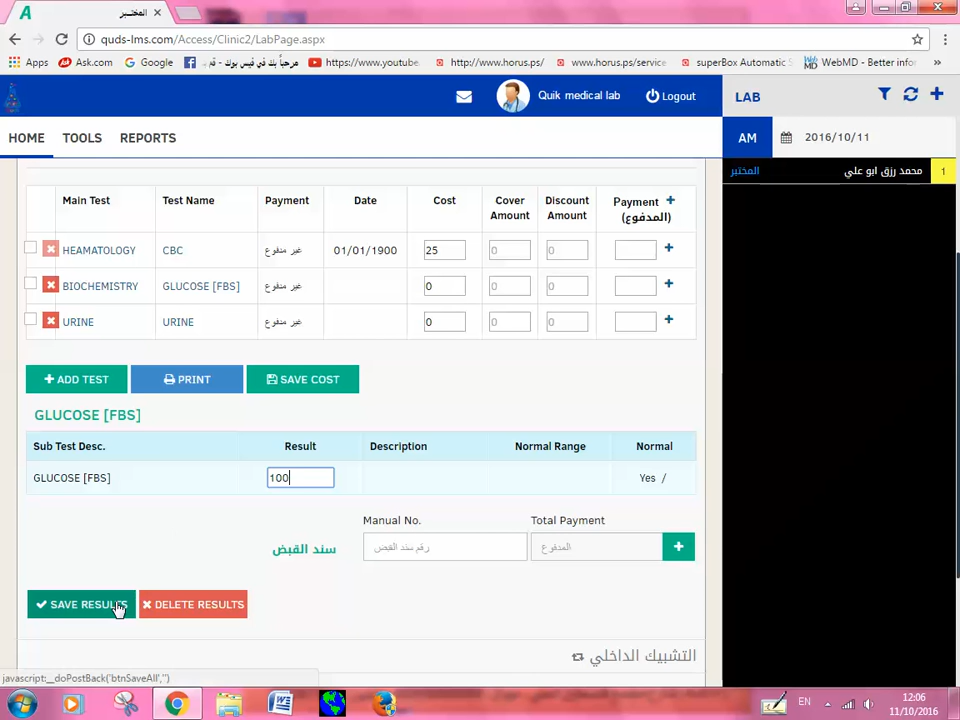 المختبر
quds-lms.com/Access/Clinic2/LabPage.aspx
Apps Ask.com Google مرحباً بك في فيس بوك - قم https://www.youtube. http://www.horus.ps/ www.horus.ps/service superBox Automatic WebMD - Better infor »
Quik medical lab Logout LAB
HOME TOOLS REPORTS AM 2016/10/11
المختبر محمد رزق ابو علي 1
Main Test Test Name Payment Date Cost Cover Amount Discount Amount Payment (المدفوع)
HEAMATOLOGY CBC غير مدفوع 01/01/1900 25 0 0
BIOCHEMISTRY GLUCOSE [FBS] غير مدفوع 0 0 0
URINE URINE غير مدفوع 0 0 0
ADD TEST PRINT SAVE COST
GLUCOSE [FBS]
Sub Test Desc. Result Description Normal Range Normal
GLUCOSE [FBS] 100 Yes /
Manual No. Total Payment
سند القبض رقم سند القبض المدفوع
SAVE RESULTS DELETE RESULTS
التشبيك الداخلي
javascript:__doPostBack('btnSaveAll','')
EN 12:06
11/10/2016